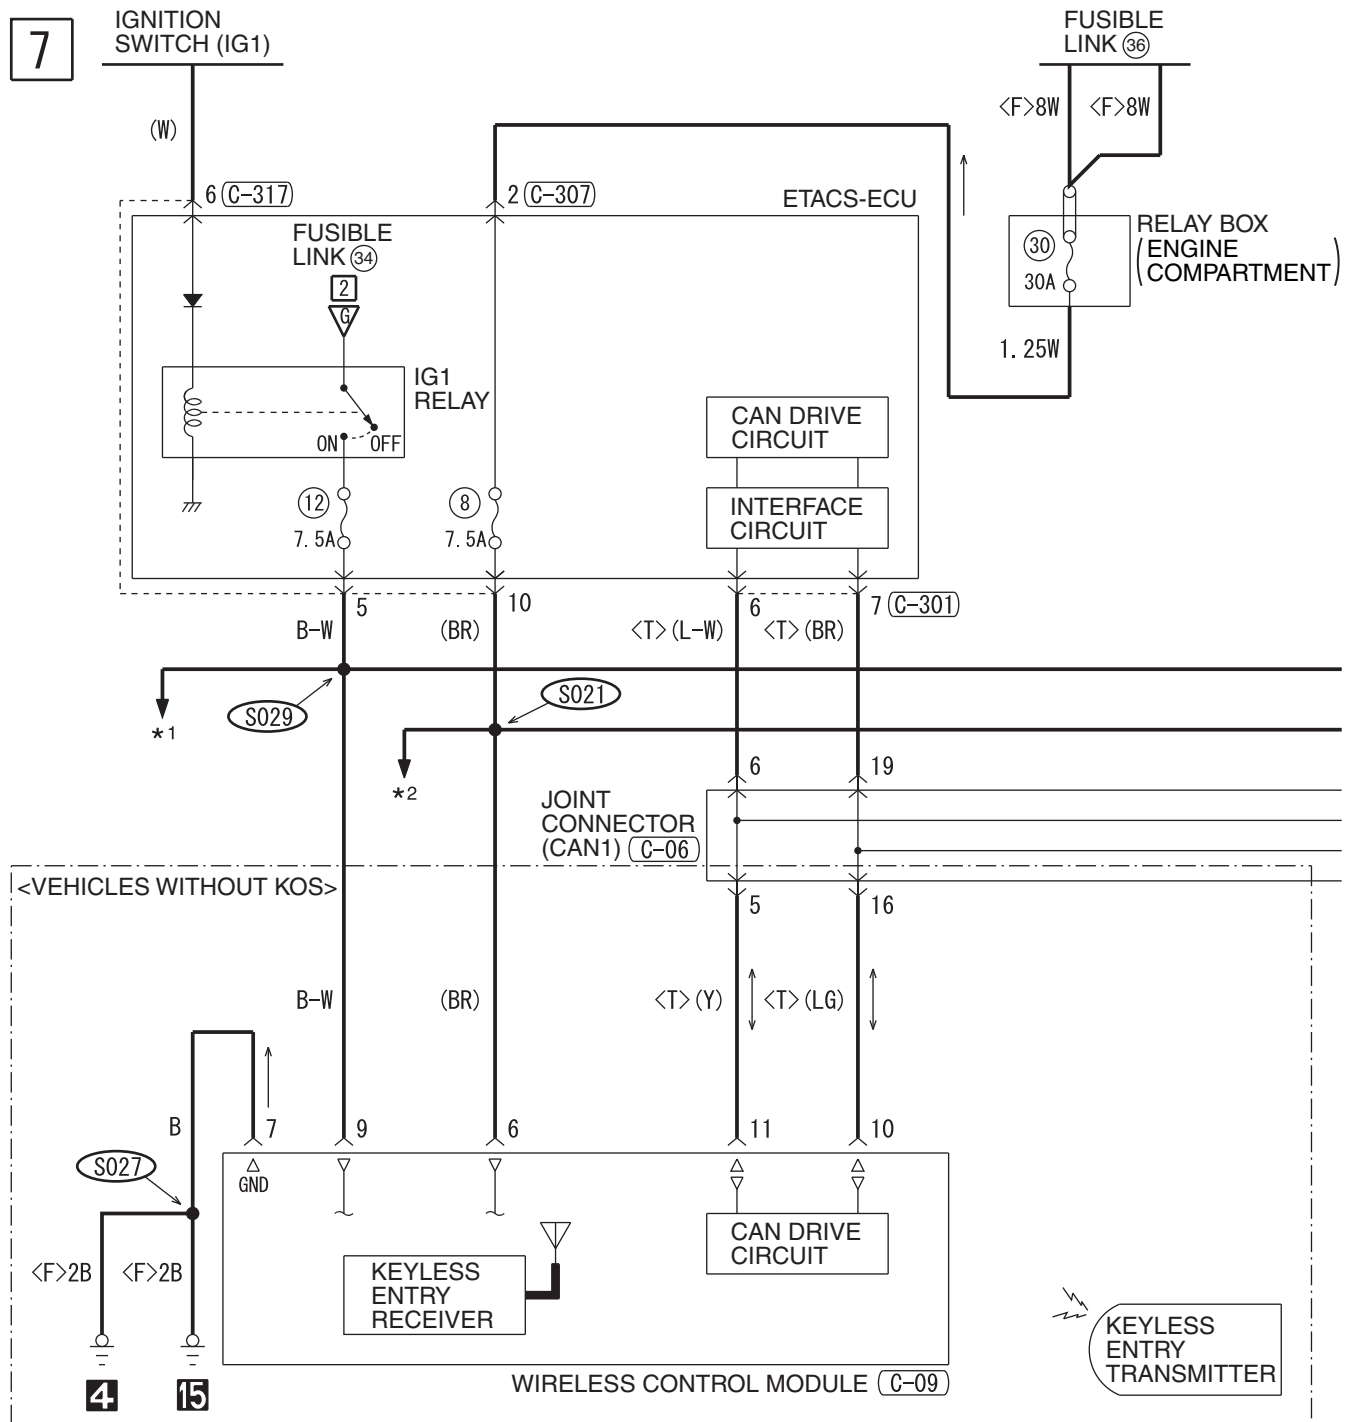 7
IGNITION
SWITCH (IG1)
FUSIBLE
LINK 36
(W)
<F>8W
<F>8W
6 (C-317)
2 (C-307)
ETACS-ECU
FUSIBLE
LINK 34
2
G
RELAY BOX
(ENGINE
COMPARTMENT)
30
30A
1.25W
IG1
RELAY
ON
OFF
CAN DRIVE
CIRCUIT
INTERFACE
CIRCUIT
12
7.5A
8
7.5A
5
10
6
7 (C-301)
B-W
(BR)
<T>(L-W)
<T>(BR)
S029
S021
*1
*2
6
19
JOINT
CONNECTOR
(CAN1) (C-06)
<VEHICLES WITHOUT KOS>
5
16
B-W
(BR)
<T>(Y)
<T>(LG)
B
7
9
6
11
10
S027
GND
CAN DRIVE
CIRCUIT
<F>2B
<F>2B
KEYLESS
ENTRY
RECEIVER
KEYLESS
ENTRY
TRANSMITTER
4
15
WIRELESS CONTROL MODULE (C-09)